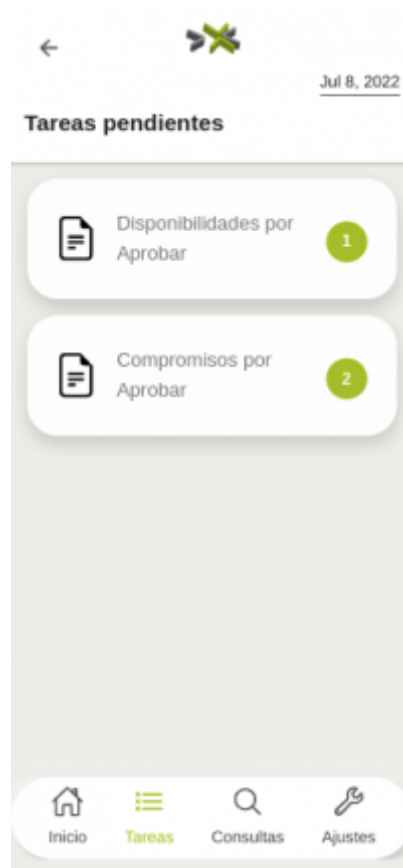 Jul 8, 2022
Tareas pendientes
Disponibilidades por
Aprobar
1
Compromisos por
Aprobar
2
Inicio
Tareas
Consultas
Ajustes